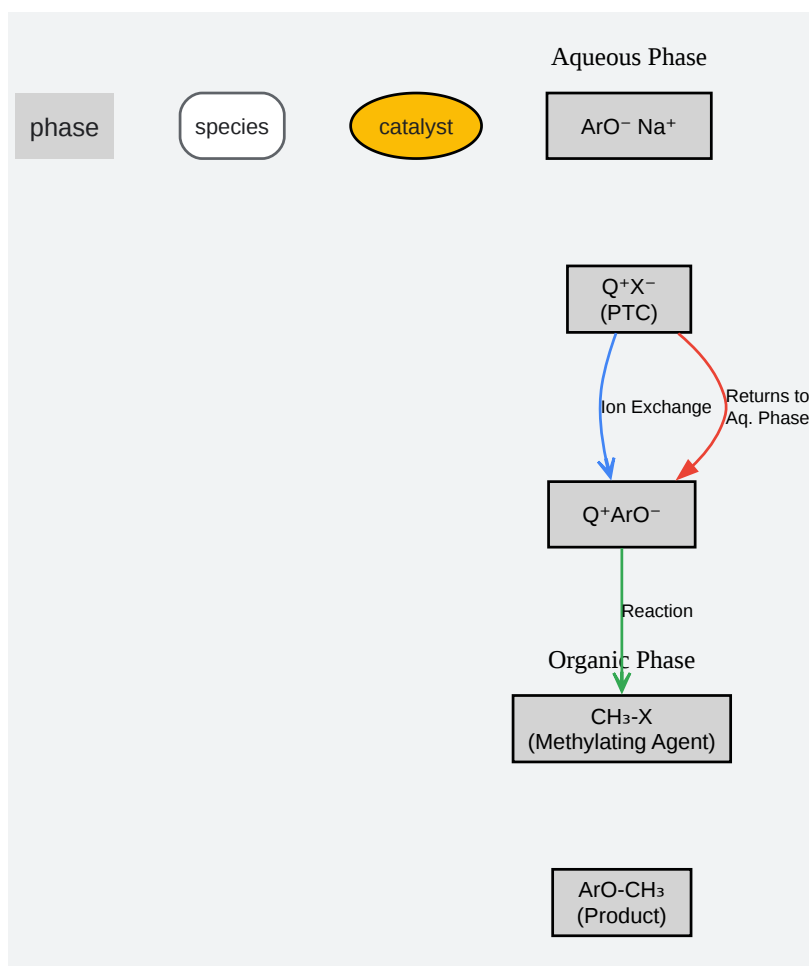 Aqueous Phase
phase
species
catalyst
ArO⁻ Na⁺
Q⁺X⁻
(PTC)
Ion Exchange
Returns to
Aq. Phase
Q⁺ArO⁻
Reaction
Organic Phase
CH₃-X
(Methylating Agent)
ArO-CH₃
(Product)